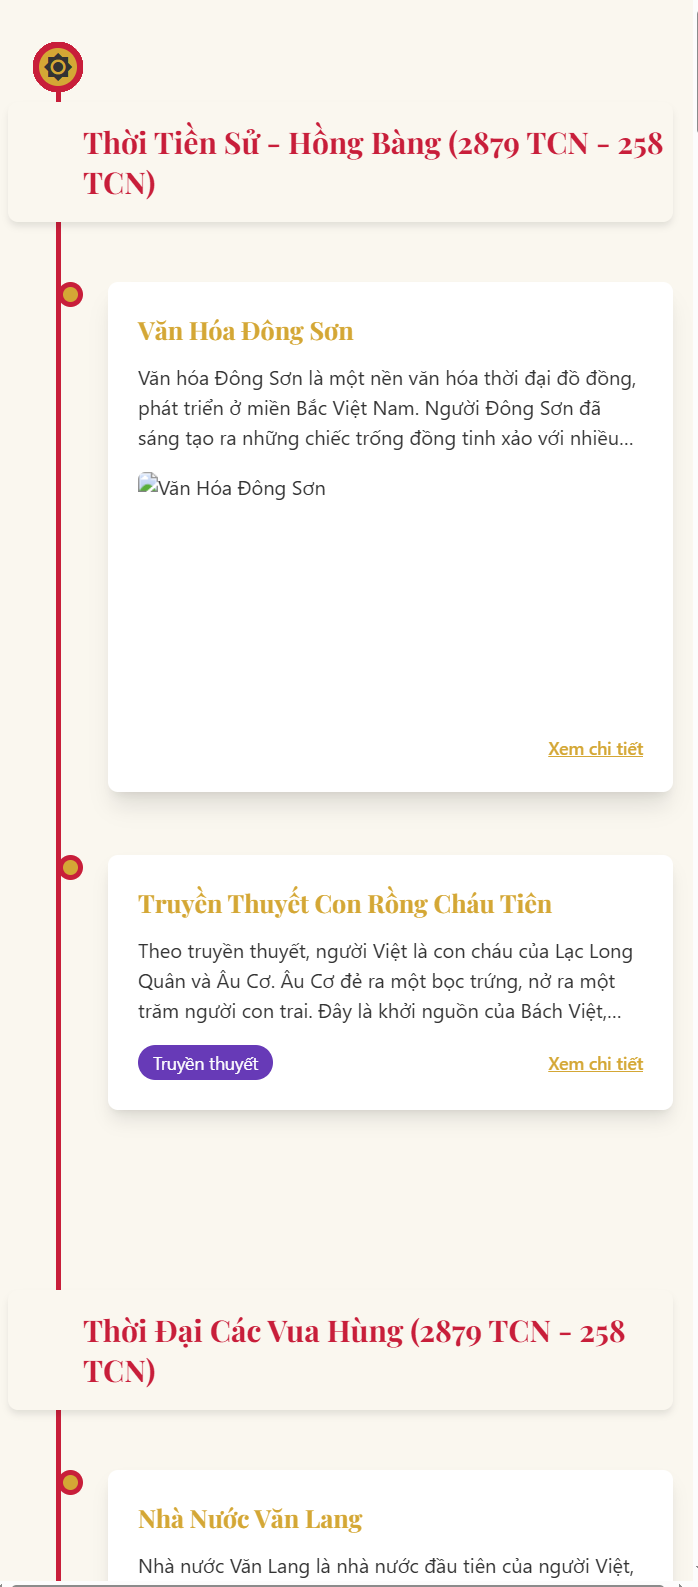 Thời Tiền Sử - Hồng Bàng (2879 TCN - 258
TCN)
Văn Hóa Đông Sơn
Văn hóa Đông Sơn là một nền văn hóa thời đại đồ đồng,
phát triển ở miền Bắc Việt Nam. Người Đông Sơn đã
sáng tạo ra những chiếc trống đồng tinh xảo với nhiều...
Văn Hóa Đông Sơn
Xem chi tiết
Truyền Thuyết Con Rồng Cháu Tiên
Theo truyền thuyết, người Việt là con cháu của Lạc Long
Quân và Âu Cơ. Âu Cơ đẻ ra một bọc trứng, nở ra một
trăm người con trai. Đây là khởi nguồn của Bách Việt,...
Truyền thuyết
Xem chi tiết
Thời Đại Các Vua Hùng (2879 TCN - 258
TCN)
Nhà Nước Văn Lang
Nhà nước Văn Lang là nhà nước đầu tiên của người Việt,